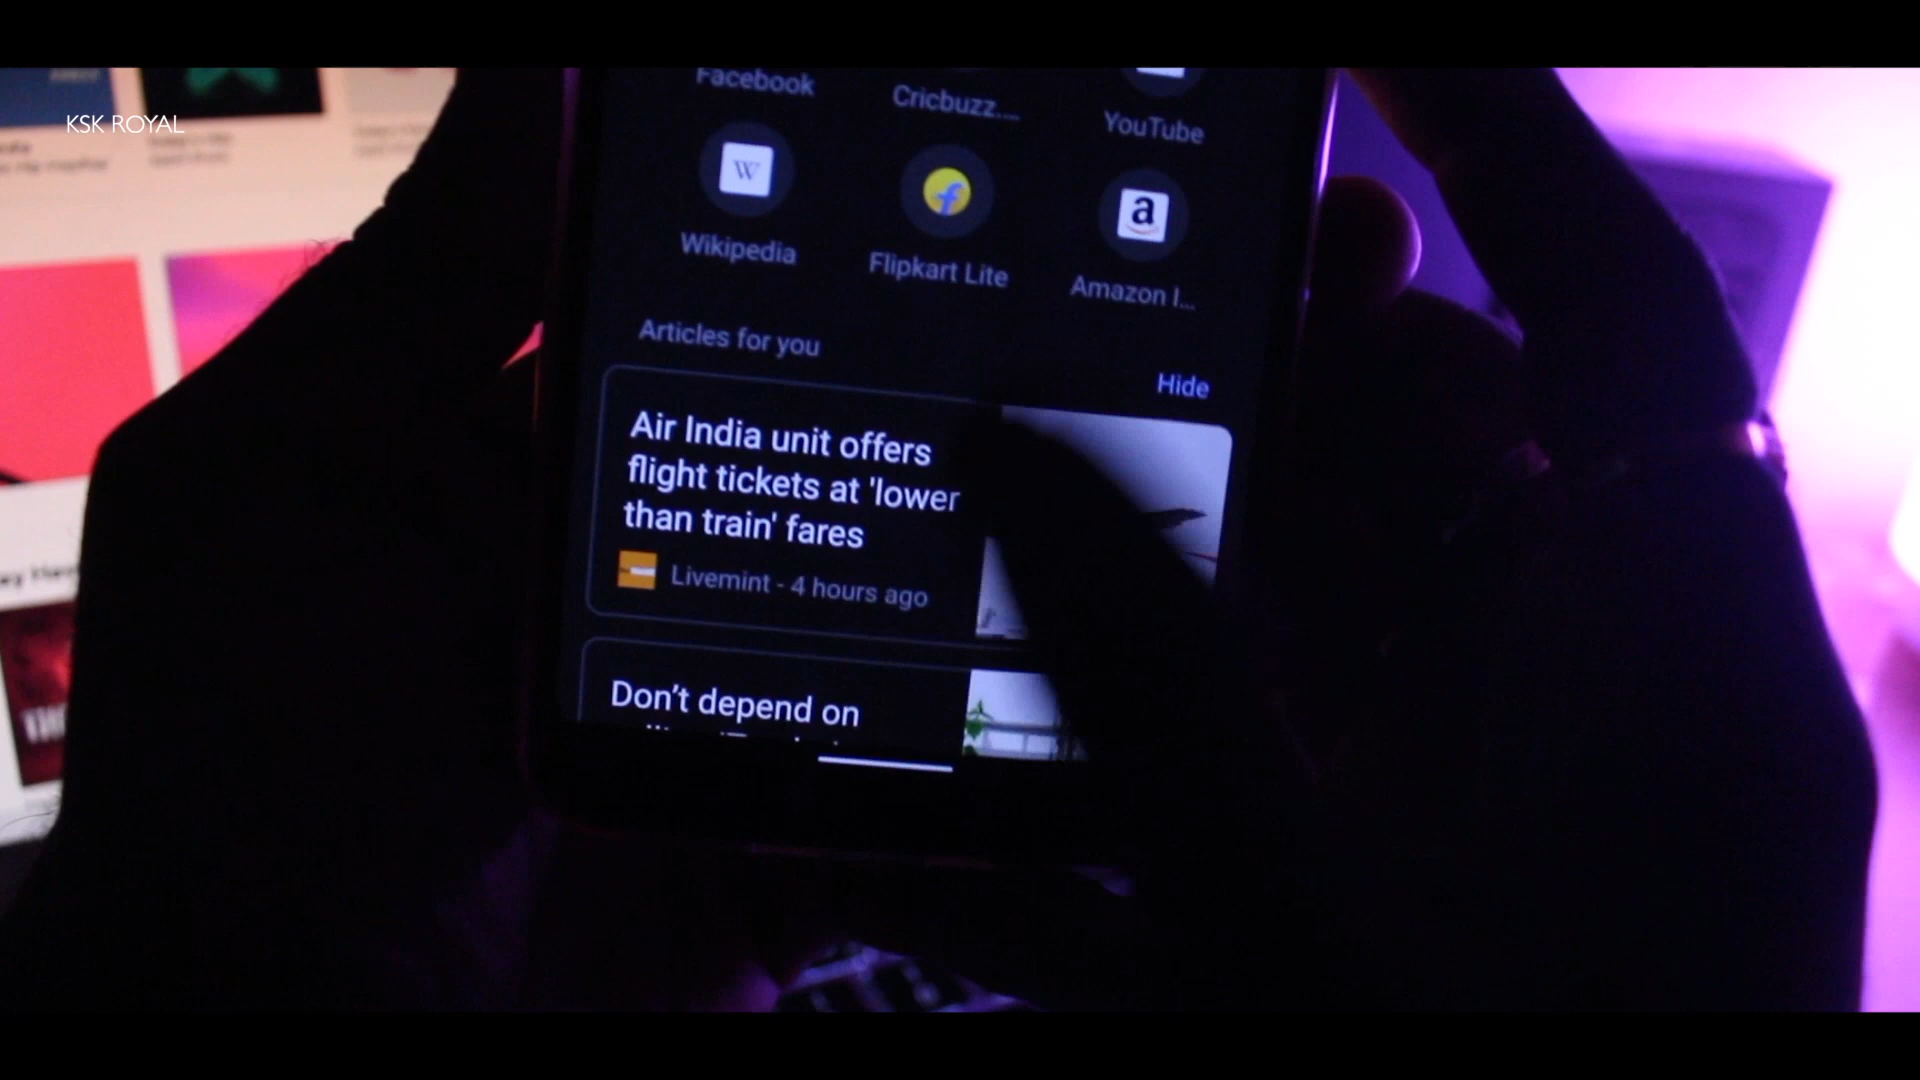 KSK ROYAL
Facebook
Cricbuzz....
YouTube
W
a
Wikipedia
Flipkart Lite
Amazon I...
Articles for you
Hide
Air India unit offers
flight tickets at 'lower
than train' fares
Livemint - 4 hours ago
Don't depend on